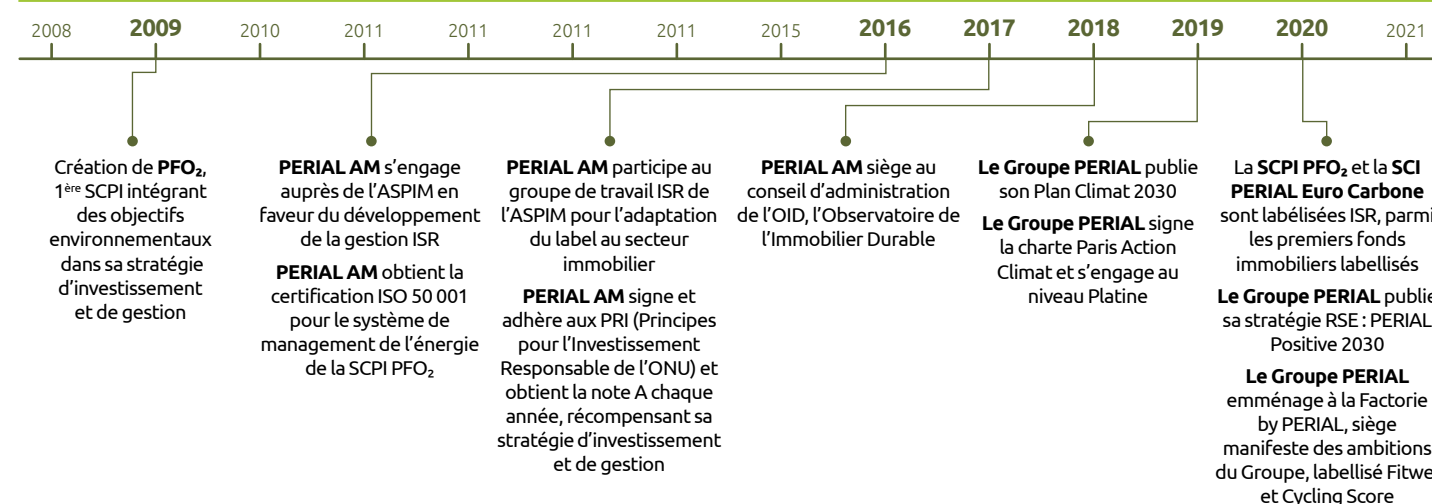 2008 2009 2010 2011 2011 2011 2011 2015 2016 2017 2018 2019 2020 2021
Création de PFO₂,
1ère SCPI intégrant
des objectifs
environnementaux
dans sa stratégie
d'investissement
et de gestion
PERIAL AM s'engage
auprès de l'ASPIM en
faveur du développement
de la gestion ISR
PERIAL AM obtient la
certification ISO 50 001
pour le système de
management de l'énergie
de la SCPI PFO₂
PERIAL AM participe au
groupe de travail ISR de
l'ASPIM pour l'adaptation
du label au secteur
immobilier
PERIAL AM signe et
adhère aux PRI (Principes
pour l'Investissement
Responsable de l'ONU) et
obtient la note A chaque
année, récompensant sa
stratégie d'investissement
et de gestion
PERIAL AM siège au
conseil d'administration
de l'OID, l'Observatoire de
l'Immobilier Durable
Le Groupe PERIAL publie
son Plan Climat 2030
Le Groupe PERIAL signe
la charte Paris Action
Climat et s'engage au
niveau Platine
La SCPI PFO₂ et la SCI
PERIAL Euro Carbone
sont labélisées ISR, parmi
les premiers fonds
immobiliers labellisés
Le Groupe PERIAL publie
sa stratégie RSE : PERIAL
Positive 2030
Le Groupe PERIAL
emménage à la Factorie
by PERIAL, siège
manifeste des ambitions
du Groupe, labellisé Fitwe
et Cycling Score